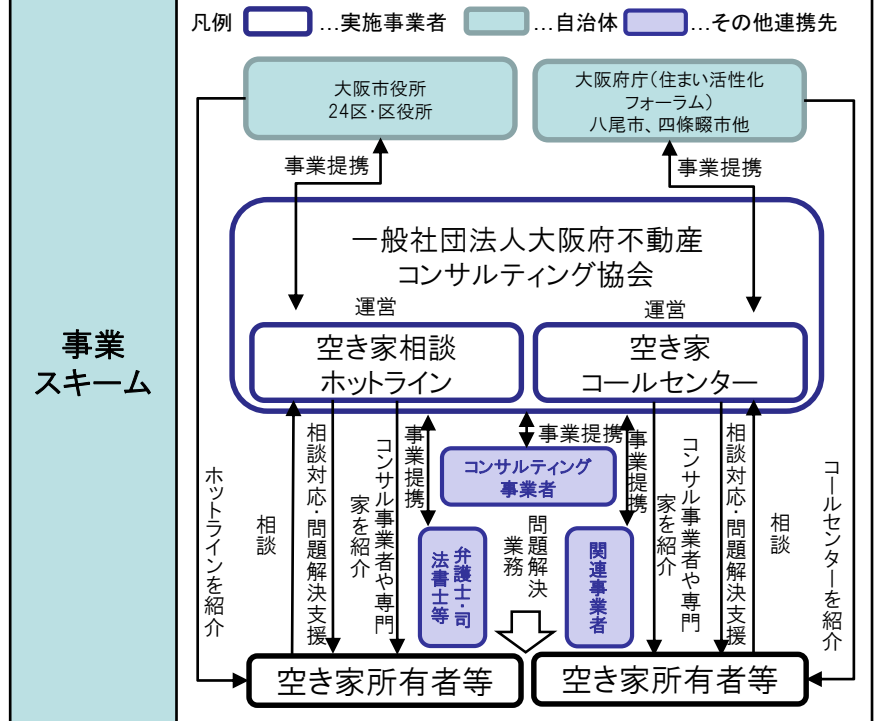 凡例 …実施事業者 …自治体 …その他連携先
大阪市役所
24区・区役所
大阪府庁(住まい活性化
フォーラム)
八尾市、四條畷市他
事業提携
事業提携
一般社団法人大阪府不動産
コンサルティング協会
運営
運営
空き家相談
ホットライン
空き家
コールセンター
事業
スキーム
ホットラインを紹介
相談
相談対応・問題解決支援
コンサル事業者や専門
家を紹介
事業提携
事業提携
コンサルティング
事業者
弁護士・司
法書士等
問題解決
業務
関連事業者
事業提携
コンサル事業者や専門
家を紹介
相談対応・問題解決支援
相談
コールセンターを紹介
空き家所有者等
空き家所有者等